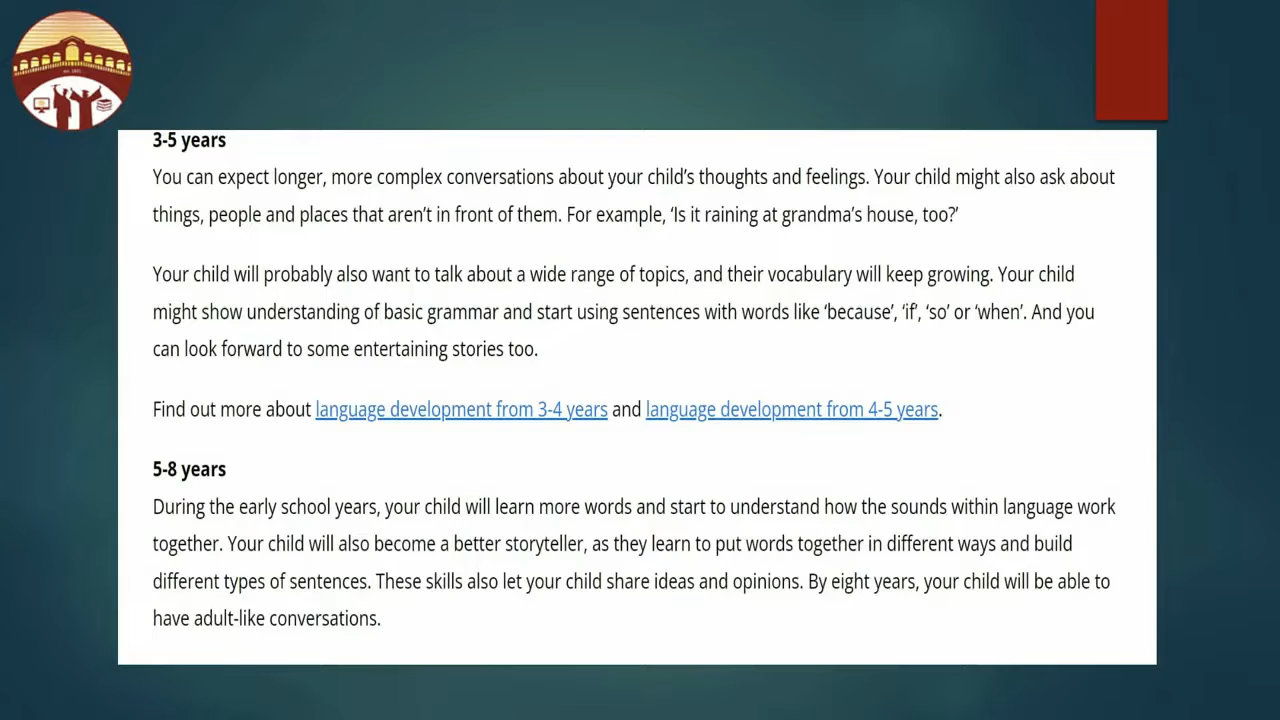 3-5 years
You can expect longer, more complex conversations about your child’s thoughts and feelings. Your child might also ask about
things, people and places that aren’t in front of them. For example, ‘Is it raining at grandma’s house, too?’
Your child will probably also want to talk about a wide range of topics, and their vocabulary will keep growing. Your child
might show understanding of basic grammar and start using sentences with words like ‘because’, ‘if’, ‘so’ or ‘when’. And you
can look forward to some entertaining stories too.
Find out more about language development from 3-4 years and language development from 4-5 years.
5-8 years
During the early school years, your child will learn more words and start to understand how the sounds within language work
together. Your child will also become a better storyteller, as they learn to put words together in different ways and build
different types of sentences. These skills also let your child share ideas and opinions. By eight years, your child will be able to
have adult-like conversations.